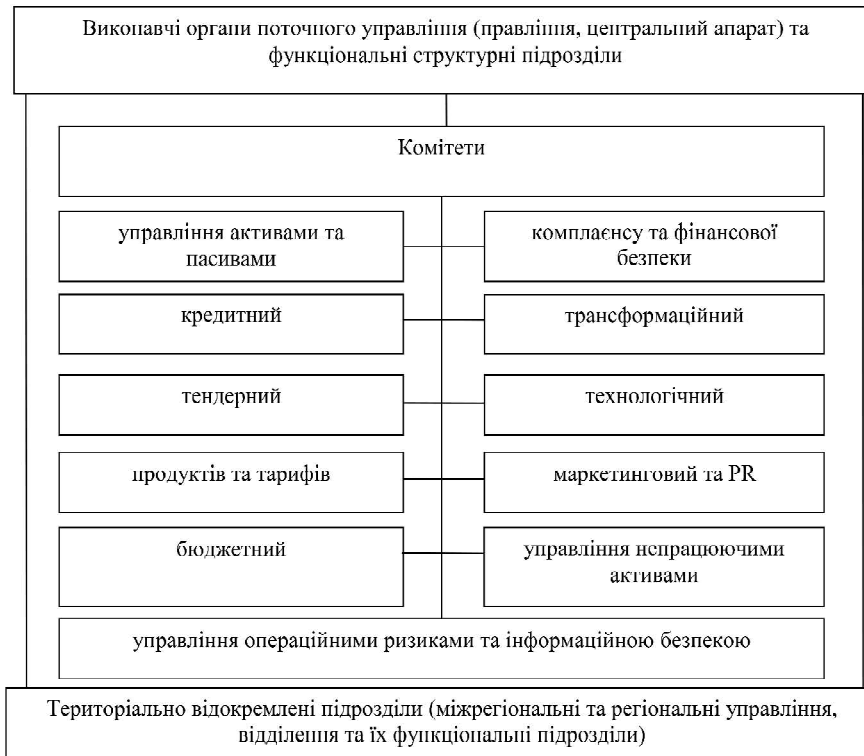 Виконавчі органи поточного управління (правління, центральний апарат) та
функціональні структурні підрозділи
Комітети
управління активами та
пасивами
комплаєнсу та фінансової
безпеки
кредитний
трансформаційний
тендерний
технологічний
продуктів та тарифів
маркетинговий та PR
бюджетний
управління непрацюючими
активами
управління операційними ризиками та інформаційною безпекою
Територіально відокремлені підрозділи (міжрегіональні та регіональні управління,
відділення та їх функціональні підрозділи)